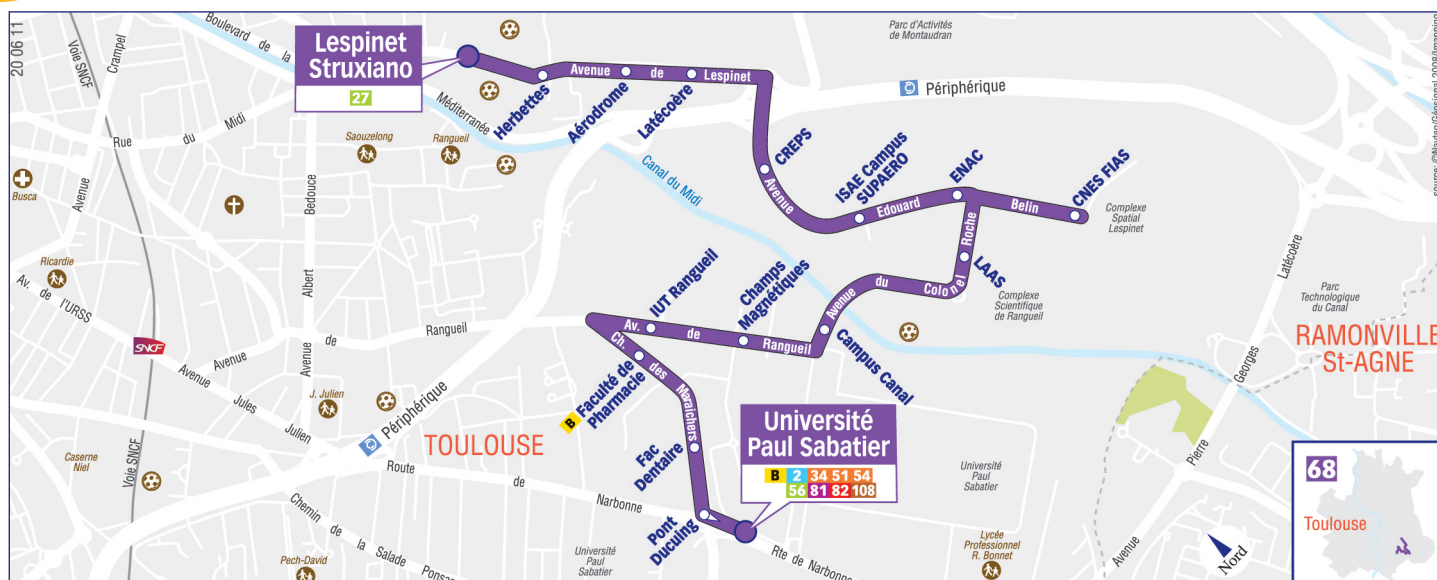 20 06 11
Voie SNCF
Crampel
Boulevard de la
Méditerranée
Lespinet
Struxiano
27
Parc d'Activités
de Montaudran
Périphérique
Avenue de Lespinet
Herbettes
Aérodrome
Latécoère
CREPS
ISAE Campus
SUPAERO
ENAC
CNES FIAS
Avenue Edouard Belin
Complexe
Spatial
Lespinet
Rue du Midi
Avenue
Saouzelong
Rangueil
Canal du Midi
Busca
Bedouce
Albert
Avenue
Ricardie
Av. de l'URSS
SNCF
Avenue de Rangueil
Avenue
Jules
Julien
J. Julien
Périphérique
TOULOUSE
IUT Rangueil
Champs
Magnétiques
Av. de Rangueil
Avenue du Colonel Roche
LAAS
Complexe
Scientifique
de Rangueil
Campus Canal
Ch. des Maraichers
B
Faculté de
Pharmacie
Fac
Dentaire
Pont
Ducuing
Université
Paul Sabatier
B 2 34 51 54
56 81 82 108
Latécoère
Georges
Pierre
Avenue
Parc
Technologique
du Canal
RAMONVILLE
St-AGNE
Caserne
Niel
Voie SNCF
Route de Narbonne
Chemin de la Salade Ponsan
Pech-David
Université
Paul
Sabatier
Rte de Narbonne
Université
Paul
Sabatier
Lycée
Professionnel
R. Bonnet
Nord
68
Toulouse